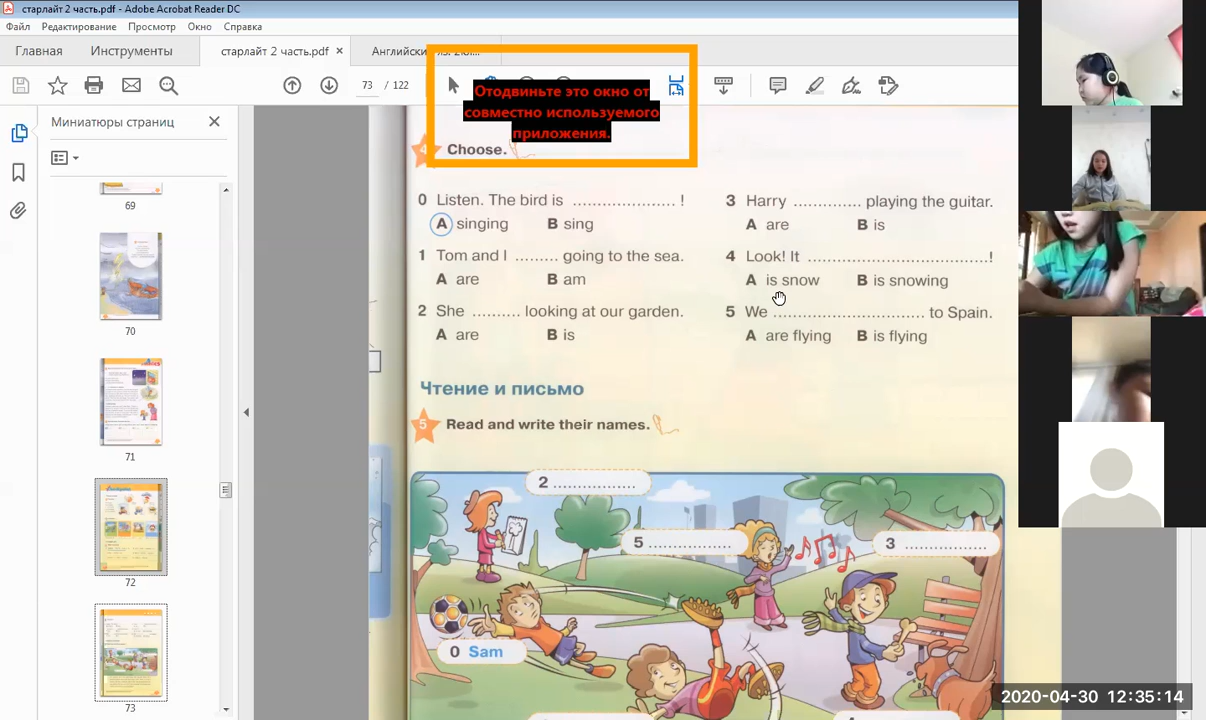 старлайт 2 часть.pdf - Adobe Acrobat Reader DC
Файл Редактирование Просмотр Окно Справка
Главная Инструменты старлайт 2 часть.pdf ×
73 / 122
Отодвиньте это окно от
совместно используемого
приложения.
Миниатюры страниц
69
70
71
72
73
4 Choose.
0 Listen. The bird is ..................... !
A singing B sing
1 Tom and I ......... going to the sea.
A are B am
2 She .......... looking at our garden.
A are B is
3 Harry .............. playing the guitar.
A are B is
4 Look! It .....................................!
A is snow B is snowing
5 We ............................... to Spain.
A are flying B is flying
Чтение и письмо
5 Read and write their names.
2 .................
5 .................
3 .................
0 Sam
2020-04-30 12:35:14